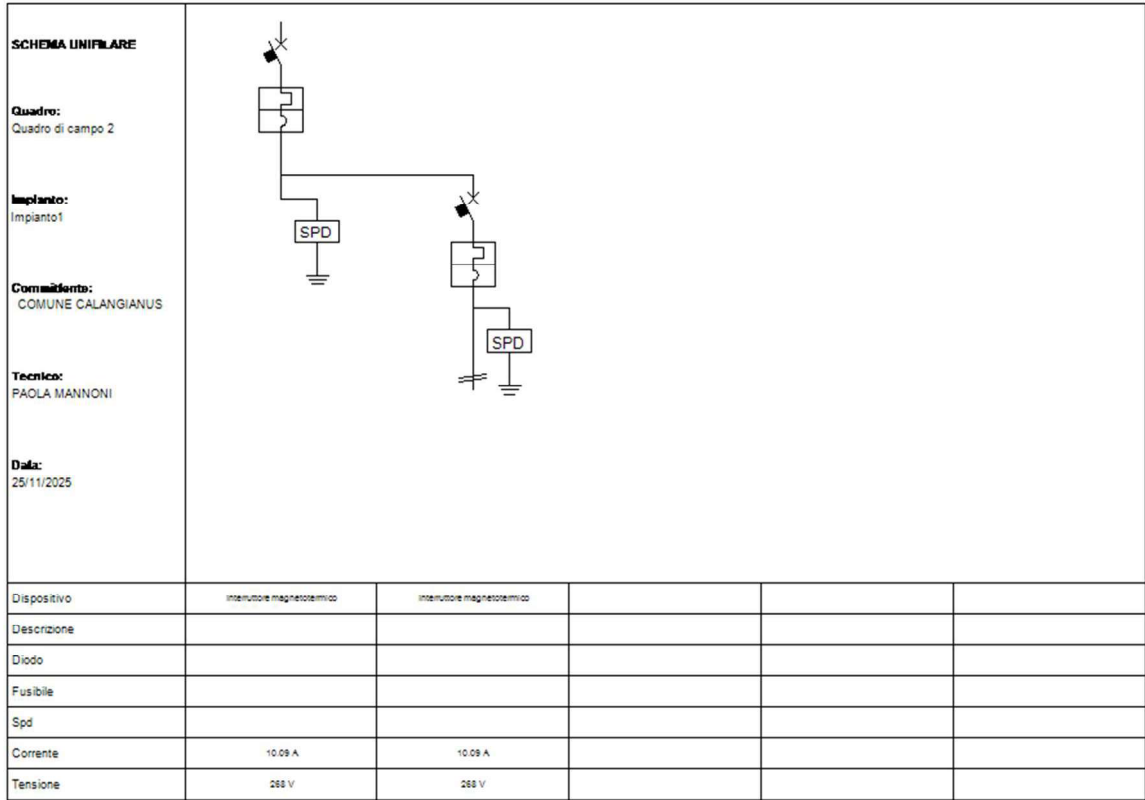 SCHEMA UNIFILARE
Quadro:
Quadro di campo 2
Impianto:
Impianto1
Committente:
COMUNE CALANGIANUS
Tecnico:
PAOLA MANNONI
Data:
25/11/2025
SPD
SPD
Dispositivo Interruttore magnetotermico Interruttore magnetotermico
Descrizione
Diodo
Fusibile
Spd
Corrente 10.09 A 10.09 A
Tensione 268 V 268 V